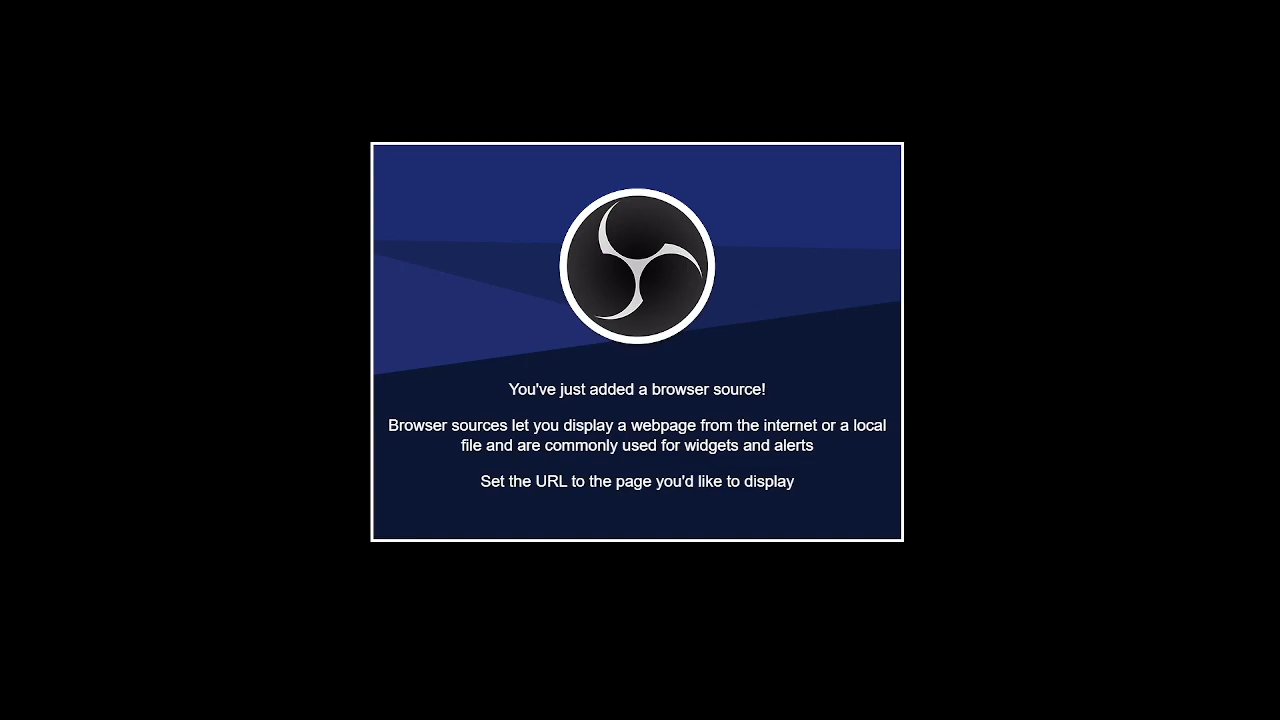 You've just added a browser source!
Browser sources let you display a webpage from the internet or a local
file and are commonly used for widgets and alerts
Set the URL to the page you'd like to display